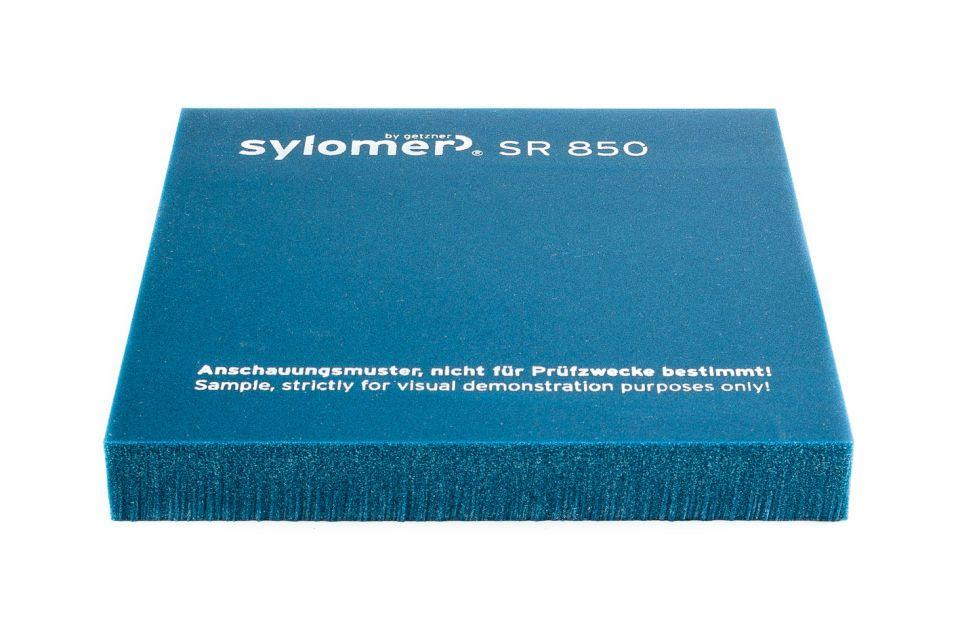 by getzner
sylomer® SR 850
Anschauungsmuster, nicht für Prüfzwecke bestimmt!
Sample, strictly for visual demonstration purposes only!